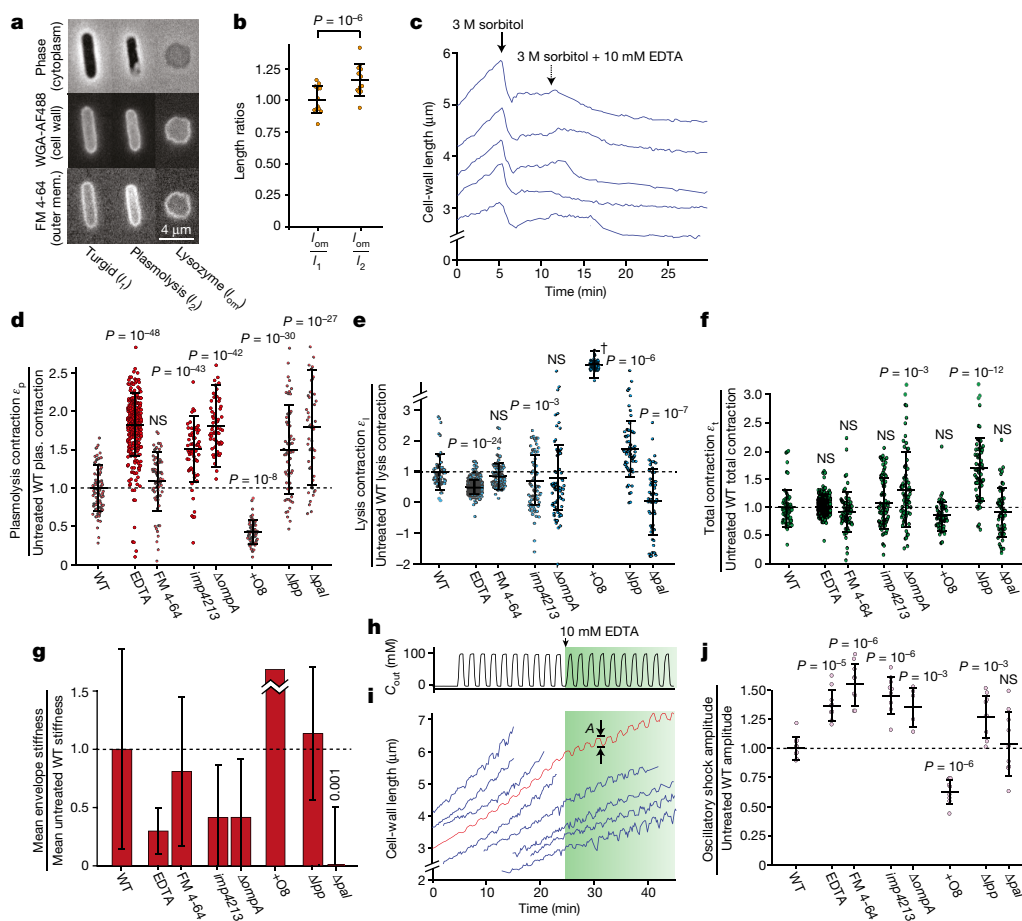 a
Phase
(cytoplasm)
WGA-AF488
(cell wall)
FM 4-64
(outer mem.)
4 μm
Turgid (l1)
Plasmolysis (l2)
Lysozyme (lom)
b
P = 10–6
Length ratios
1.25
1.00
0.75
0.50
0.25
0
lom
l1
lom
l2
c
3 M sorbitol
3 M sorbitol + 10 mM EDTA
Cell-wall length (μm)
6
5
4
3
0
0 5 10 15 20 25
Time (min)
d
Plasmolysis contraction εp
Untreated WT plas. contraction
2.5
2.0
1.5
1.0
0.5
0
P = 10–48
NS
P = 10–43
P = 10–42
P = 10–8
P = 10–30
P = 10–27
WT
EDTA
FM 4-64
imp4213
ΔompA
+O8
Δlpp
Δpal
e
Lysis contraction εl
Untreated WT lysis contraction
5
4
3
2
1
0
–1
–2
P = 10–24
NS
P = 10–3
NS
†
P = 10–6
P = 10–7
WT
EDTA
FM 4-64
imp4213
ΔompA
+O8
Δlpp
Δpal
f
Total contraction εt
Untreated WT total contraction
3.0
2.5
2.0
1.5
1.0
0.5
0
NS
NS
NS
P = 10–3
NS
P = 10–12
NS
WT
EDTA
FM 4-64
imp4213
ΔompA
+O8
Δlpp
Δpal
g
Mean envelope stiffness
Mean untreated WT stiffness
1.5
1.0
0.5
0
0.001
WT
EDTA
FM 4-64
imp4213
ΔompA
+O8
Δlpp
Δpal
h
10 mM EDTA
Cout (mM)
100
0
i
A
Cell-wall length (μm)
7
6
5
4
2
0 10 20 30 40
Time (min)
j
Oscillatory shock amplitude
Untreated WT amplitude
1.50
1.25
1.00
0.75
0.50
0.25
0
P = 10–5
P = 10–6
P = 10–6
P = 10–3
P = 10–6
P = 10–3
NS
WT
EDTA
FM 4-64
imp4213
ΔompA
+O8
Δlpp
Δpal